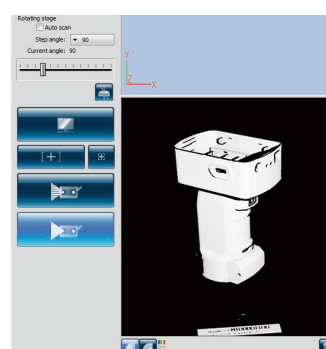 Rotating stage
Auto scan
Step angle: 90
Current angle: 90
Y
Z X